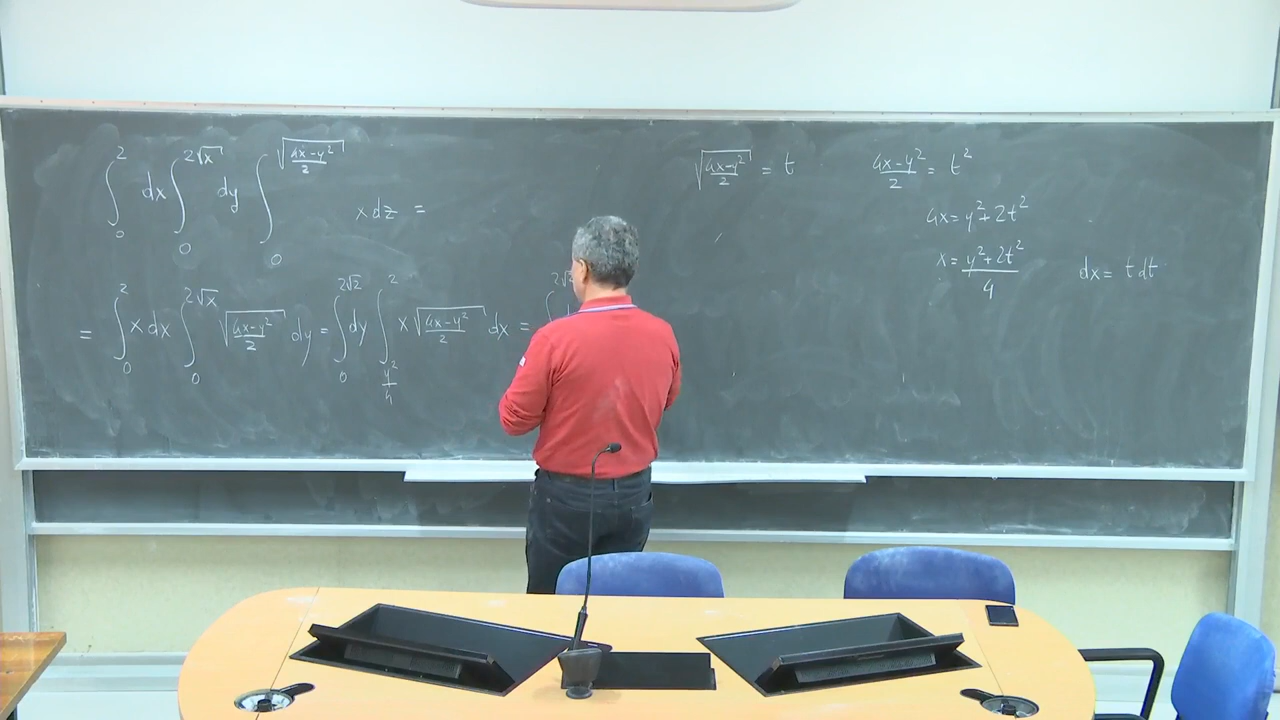 ∫₀² dx ∫₀^{2√x} dy ∫₀^{√((4x-y²)/2)} x dz =
= ∫₀² x dx ∫₀^{2√x} √((4x-y²)/2) dy = ∫₀^{2√2} dy ∫_{y²/4}^{2} x √((4x-y²)/2) dx =
√((4x-y²)/2) = t
(4x-y²)/2 = t²
4x = y²+2t²
x = (y²+2t²)/4 dx = t dt